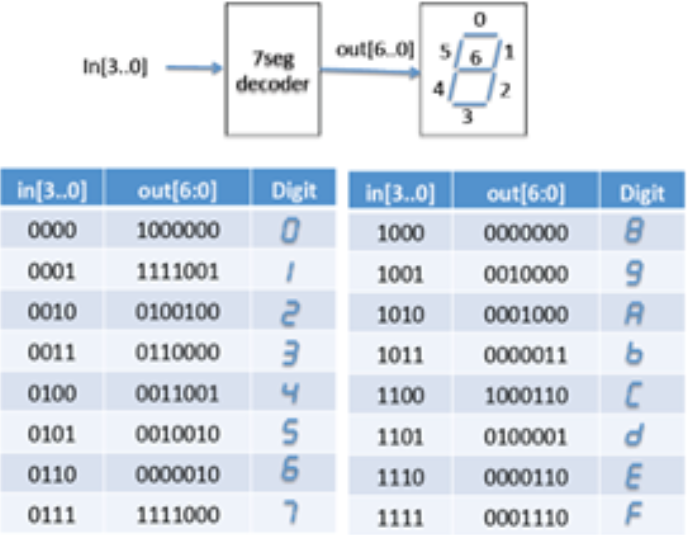 0
In[3..0]
7seg
decoder
out[6..0]
5
6
1
4
2
3
in[3..0] out[6:0] Digit
0000 1000000 0
0001 1111001 1
0010 0100100 2
0011 0110000 3
0100 0011001 4
0101 0010010 5
0110 0000010 6
0111 1111000 7
in[3..0] out[6:0] Digit
1000 0000000 8
1001 0010000 9
1010 0001000 A
1011 0000011 b
1100 1000110 C
1101 0100001 d
1110 0000110 E
1111 0001110 F